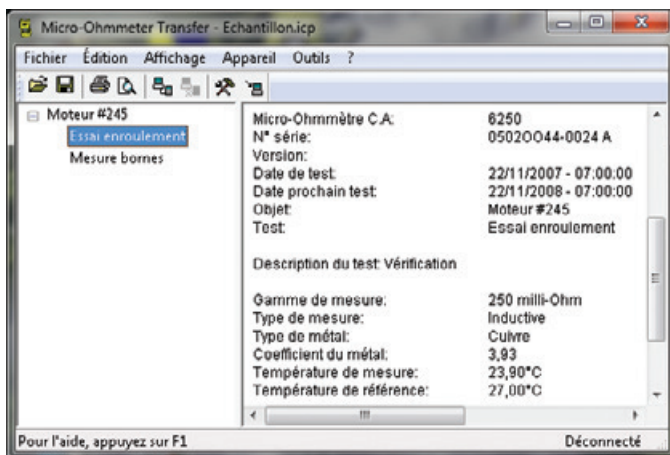 Micro-Ohmmeter Transfer - Echantillon.icp
Fichier Édition Affichage Appareil Outils ?
Moteur #245
Essai enroulement
Mesure bornes
Micro-Ohmmètre C.A: 6250
N° série: 05020044-0024 A
Version:
Date de test: 22/11/2007 - 07:00:00
Date prochain test: 22/11/2008 - 07:00:00
Objet: Moteur #245
Test: Essai enroulement
Description du test: Vérification
Gamme de mesure: 250 milli-Ohm
Type de mesure: Inductive
Type de métal: Cuivre
Coefficient du métal: 3,93
Température de mesure: 23,90°C
Température de référence: 27,00°C
Pour l'aide, appuyez sur F1 Déconnecté